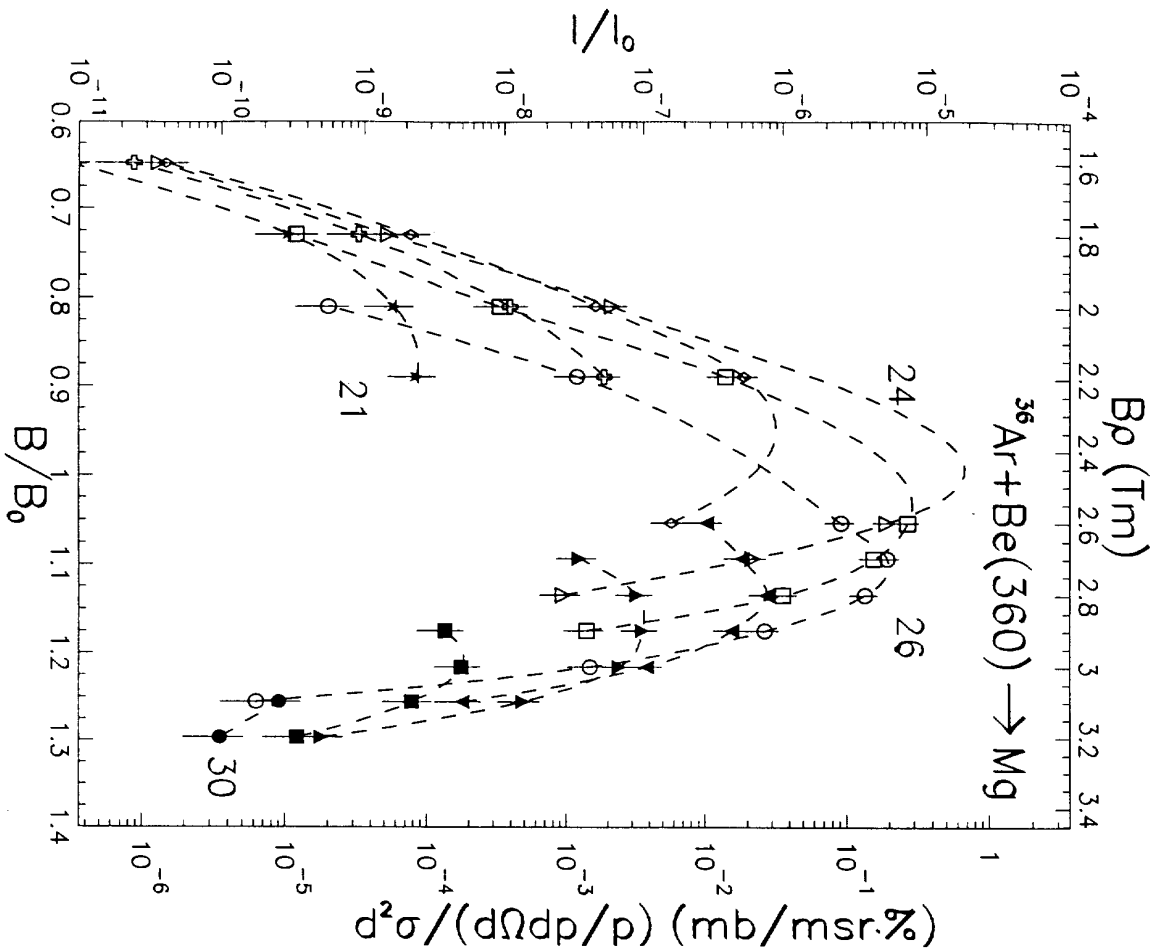 I/I₀
10⁻¹¹ 10⁻¹⁰ 10⁻⁹ 10⁻⁸ 10⁻⁷ 10⁻⁶ 10⁻⁵ 10⁻⁴
Bρ (Tm)
1.6 1.8 2 2.2 2.4 2.6 2.8 3 3.2 3.4
³⁶Ar+Be(360) → Mg
24
26
21
30
0.6 0.7 0.8 0.9 1 1.1 1.2 1.3 1.4
B/B₀
10⁻⁶ 10⁻⁵ 10⁻⁴ 10⁻³ 10⁻² 10⁻¹ 1
d²σ/(dΩdp/p) (mb/msr.%)